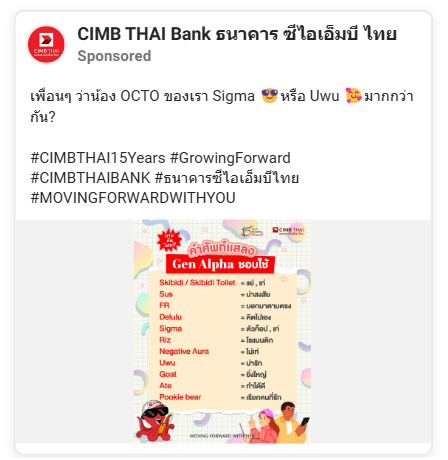 CIMB THAI
CIMB THAI Bank ธนาคาร ซีไอเอ็มบี ไทย
Sponsored
เพื่อนๆ ว่าน้อง OCTO ของเรา Sigma 😎 หรือ Uwu 🥰 มากกว่า
กัน?
#CIMBTHAI15Years #GrowingForward
#CIMBTHAIBANK #ธนาคารซีไอเอ็มบีไทย
#MOVINGFORWARDWITHYOU
15
CIMB THAI
คำศัพท์แสลง
Gen Alpha ชอบใช้
Skibidi / Skibidi Toilet = แย่ , เท่
Sus = น่าสงสัย
FR = บอกมาตามตรง
Delulu = คิดไปเอง
Sigma = ตัวท็อป , เท่
Riz = โรแมนติก
Negative Aura = ไม่เท่
Uwu = น่ารัก
Goat = ยิ่งใหญ่
Ate = ทำได้ดี
Pookie bear = เรียกคนที่รัก
MOVING FORWARD WITH YOU